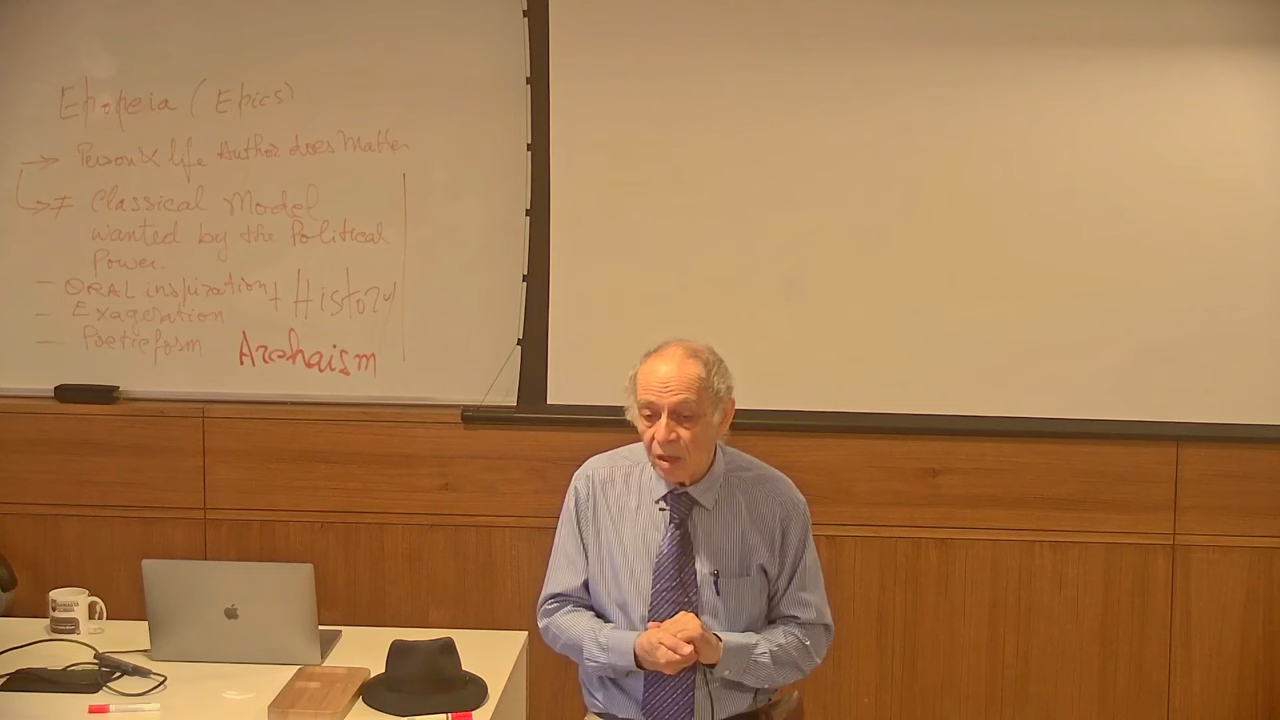 Epopeia (Epics)
→ Person & life Author does Matter
→ ≠ Classical Model
wanted by the Political
Power.
- ORAL inspiration + History
- Exageration
- Poetic form Archaism